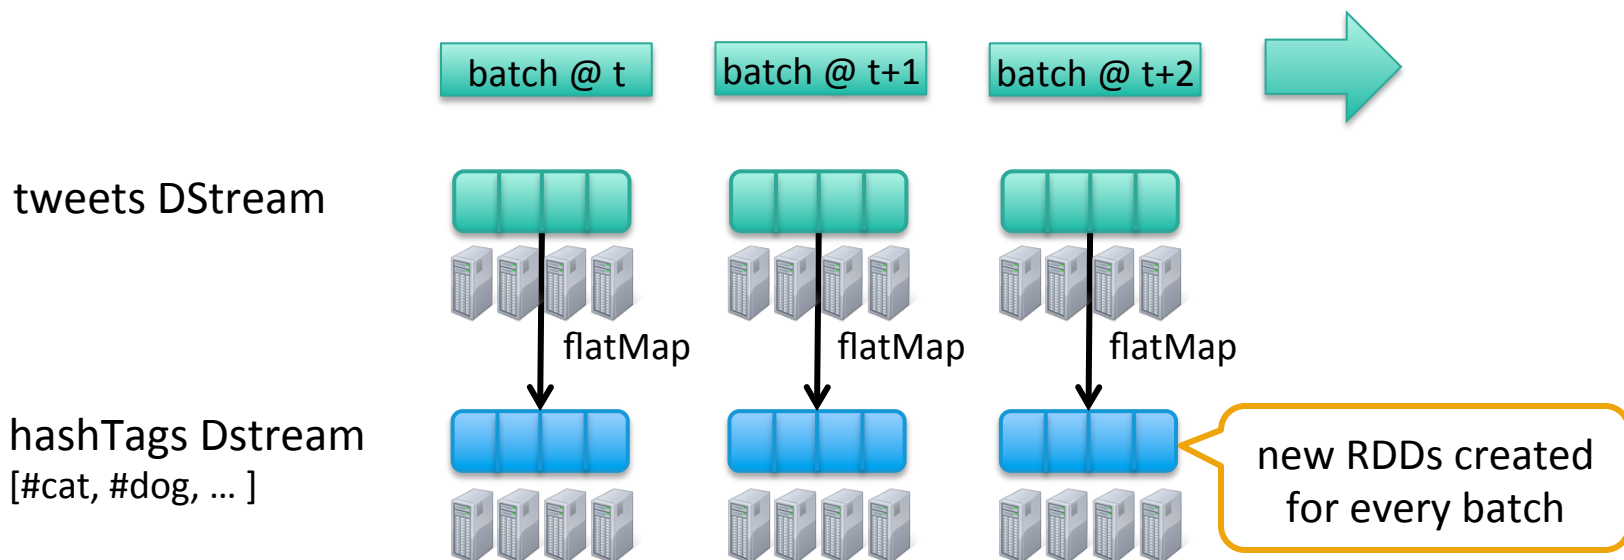 batch @ t
batch @ t+1
batch @ t+2
tweets DStream
flatMap
flatMap
flatMap
hashTags Dstream
[#cat, #dog, … ]
new RDDs created
for every batch